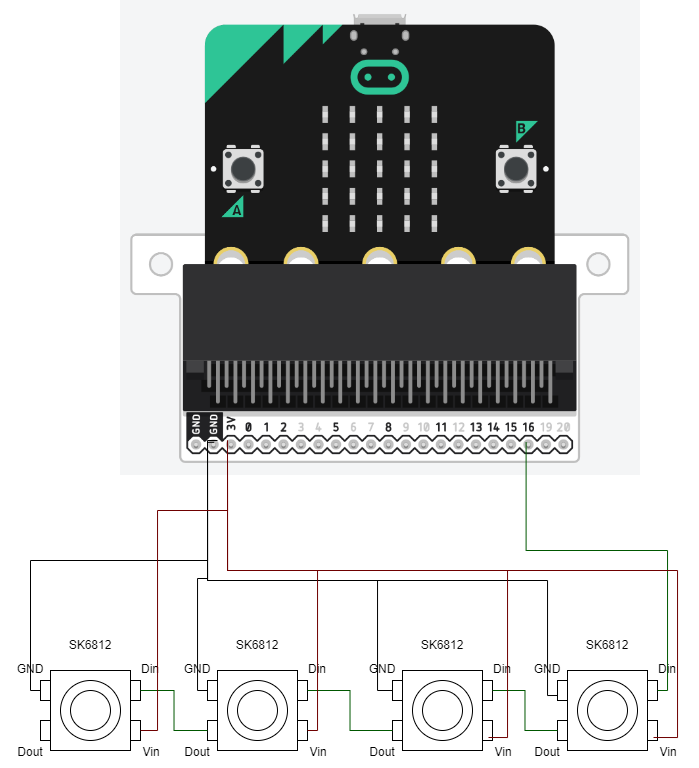 B
A
GND GND 3V 0 1 2 3 4 5 6 7 8 9 10 11 12 13 14 15 16 19 20
SK6812 SK6812 SK6812 SK6812
GND Din GND Din GND Din GND Din
Dout Vin Dout Vin Dout Vin Dout Vin